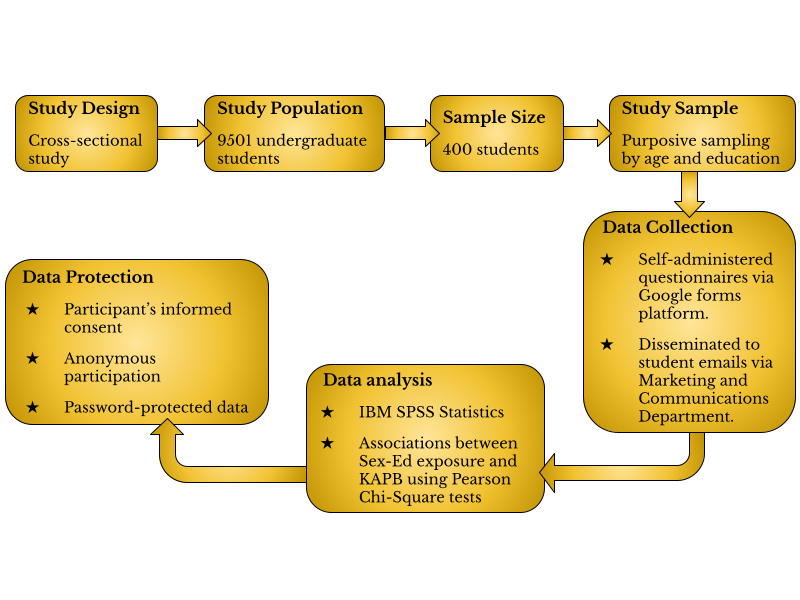 Study Design
Cross-sectional
study
Study Population
9501 undergraduate
students
Sample Size
400 students
Study Sample
Purposive sampling
by age and education
Data Collection
★ Self-administered
questionnaires via
Google forms
platform.
★ Disseminated to
student emails via
Marketing and
Communications
Department.
Data analysis
★ IBM SPSS Statistics
★ Associations between
Sex-Ed exposure and
KAPB using Pearson
Chi-Square tests
Data Protection
★ Participant's informed
consent
★ Anonymous
participation
★ Password-protected data